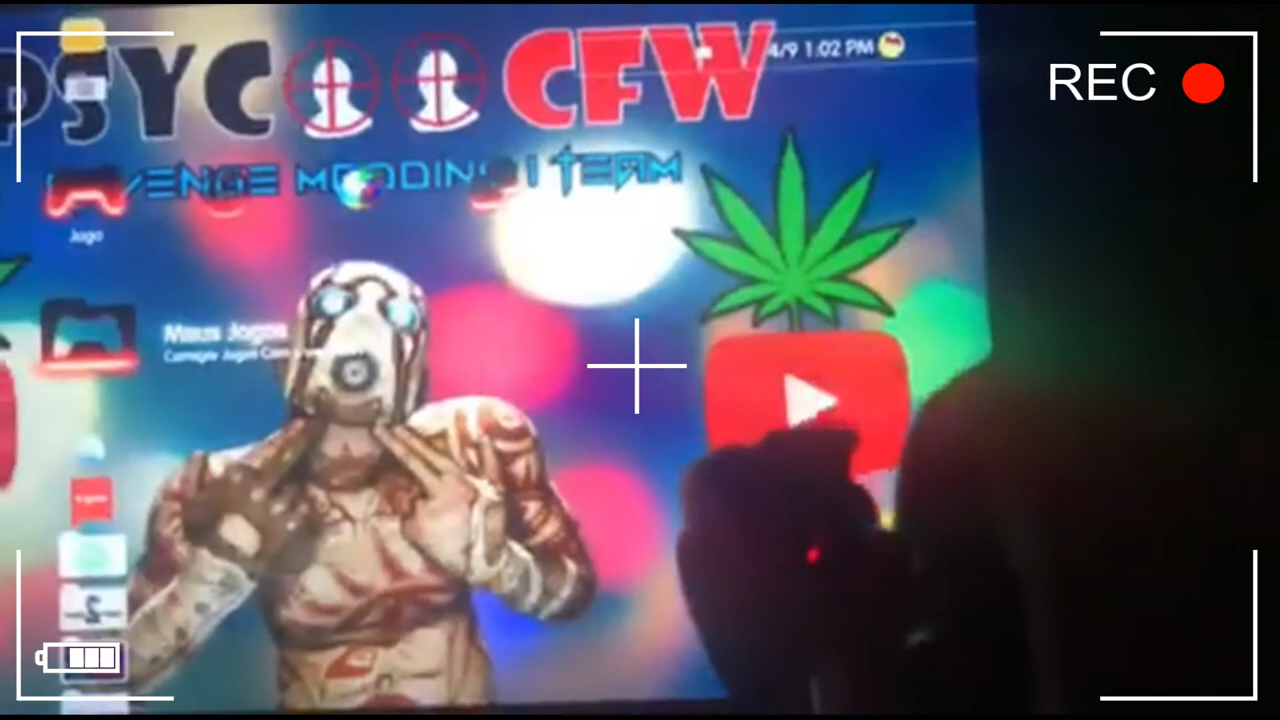 PSYC CFW
4/9 1:02 PM
REC
VENGE MODDING TEAM
Jogo
Meus Jogos